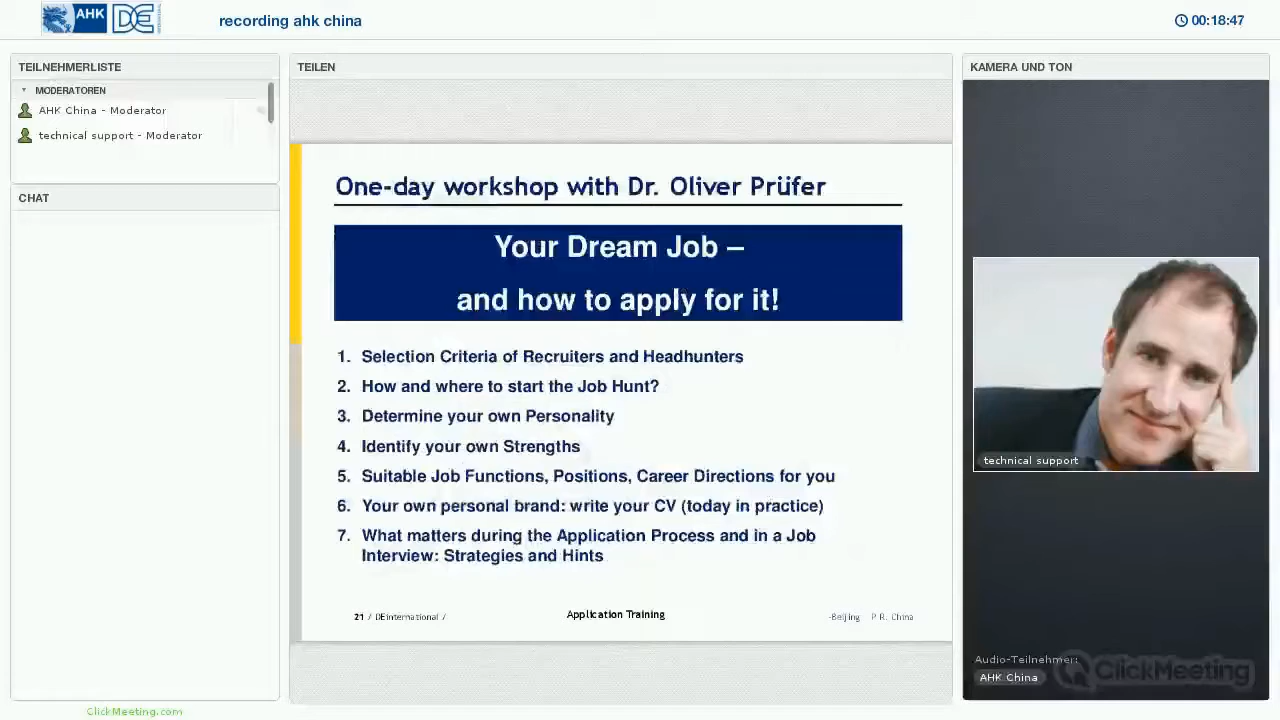 AHK
DE
INTERNATIONAL
recording ahk china
00:18:47
TEILNEHMERLISTE
MODERATOREN
AHK China - Moderator
technical support - Moderator
CHAT
TEILEN
One-day workshop with Dr. Oliver Prüfer
Your Dream Job –
and how to apply for it!
1. Selection Criteria of Recruiters and Headhunters
2. How and where to start the Job Hunt?
3. Determine your own Personality
4. Identify your own Strengths
5. Suitable Job Functions, Positions, Career Directions for you
6. Your own personal brand: write your CV (today in practice)
7. What matters during the Application Process and in a Job
Interview: Strategies and Hints
21 / DEinternational /
Application Training
-Beijing P.R. China
KAMERA UND TON
technical support
Audio-Teilnehmer:
AHK China
ClickMeeting
ClickMeeting.com